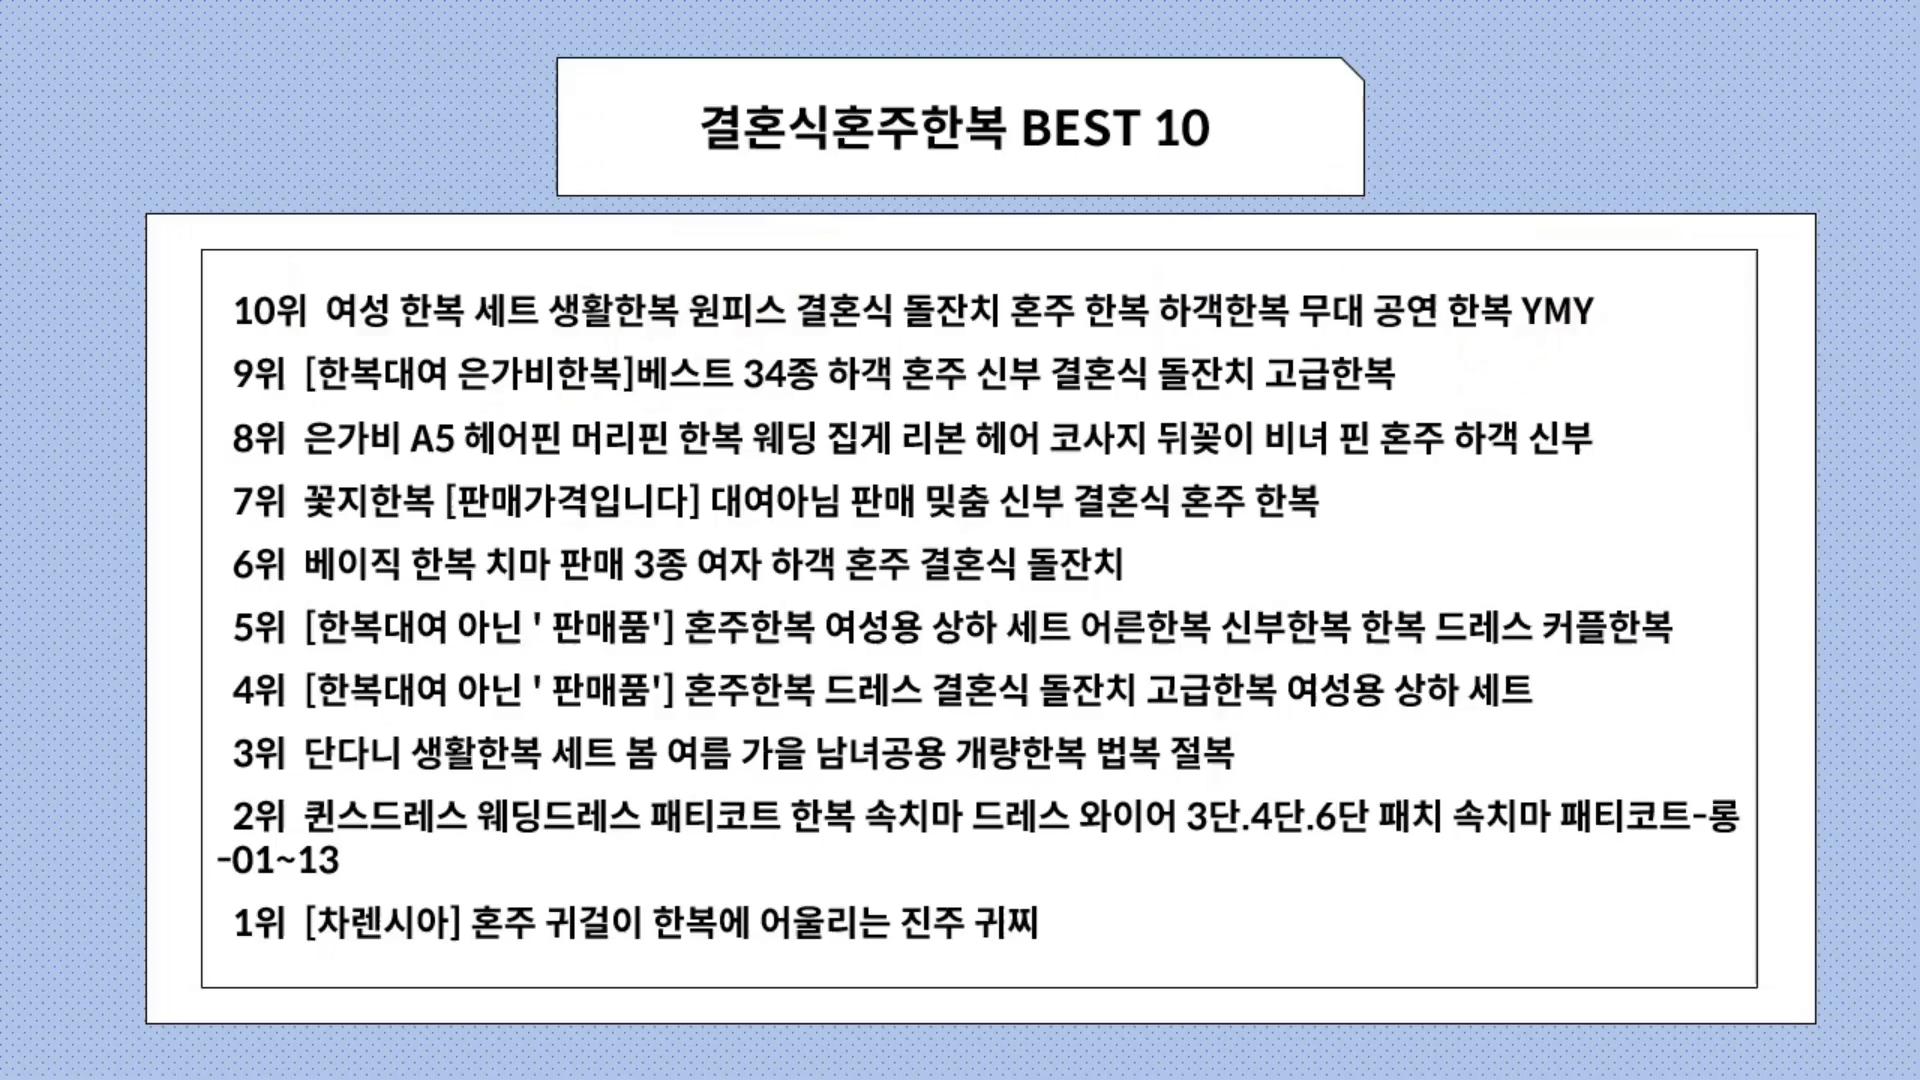 결혼식혼주한복 BEST 10
10위 여성 한복 세트 생활한복 원피스 결혼식 돌잔치 혼주 한복 하객한복 무대 공연 한복 YMY
9위 [한복대여 은가비한복]베스트 34종 하객 혼주 신부 결혼식 돌잔치 고급한복
8위 은가비 A5 헤어핀 머리핀 한복 웨딩 집게 리본 헤어 코사지 뒤꽂이 비녀 핀 혼주 하객 신부
7위 꽃지한복 [판매가격입니다] 대여아님 판매 밎춤 신부 결혼식 혼주 한복
6위 베이직 한복 치마 판매 3종 여자 하객 혼주 결혼식 돌잔치
5위 [한복대여 아닌 ' 판매품'] 혼주한복 여성용 상하 세트 어른한복 신부한복 한복 드레스 커플한복
4위 [한복대여 아닌 ' 판매품'] 혼주한복 드레스 결혼식 돌잔치 고급한복 여성용 상하 세트
3위 단다니 생활한복 세트 봄 여름 가을 남녀공용 개량한복 법복 절복
2위 퀸스드레스 웨딩드레스 패티코트 한복 속치마 드레스 와이어 3단.4단.6단 패치 속치마 패티코트-롱
-01~13
1위 [차렌시아] 혼주 귀걸이 한복에 어울리는 진주 귀찌